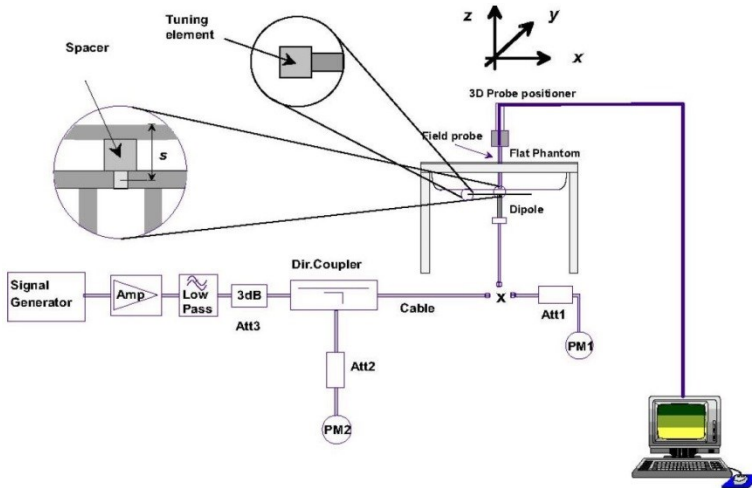 Tuning
element
Spacer
s
z
y
x
3D Probe positioner
Field probe
Flat Phantom
Dipole
Signal
Generator
Amp
Low
Pass
3dB
Att3
Dir.Coupler
Cable
x
Att1
PM1
Att2
PM2